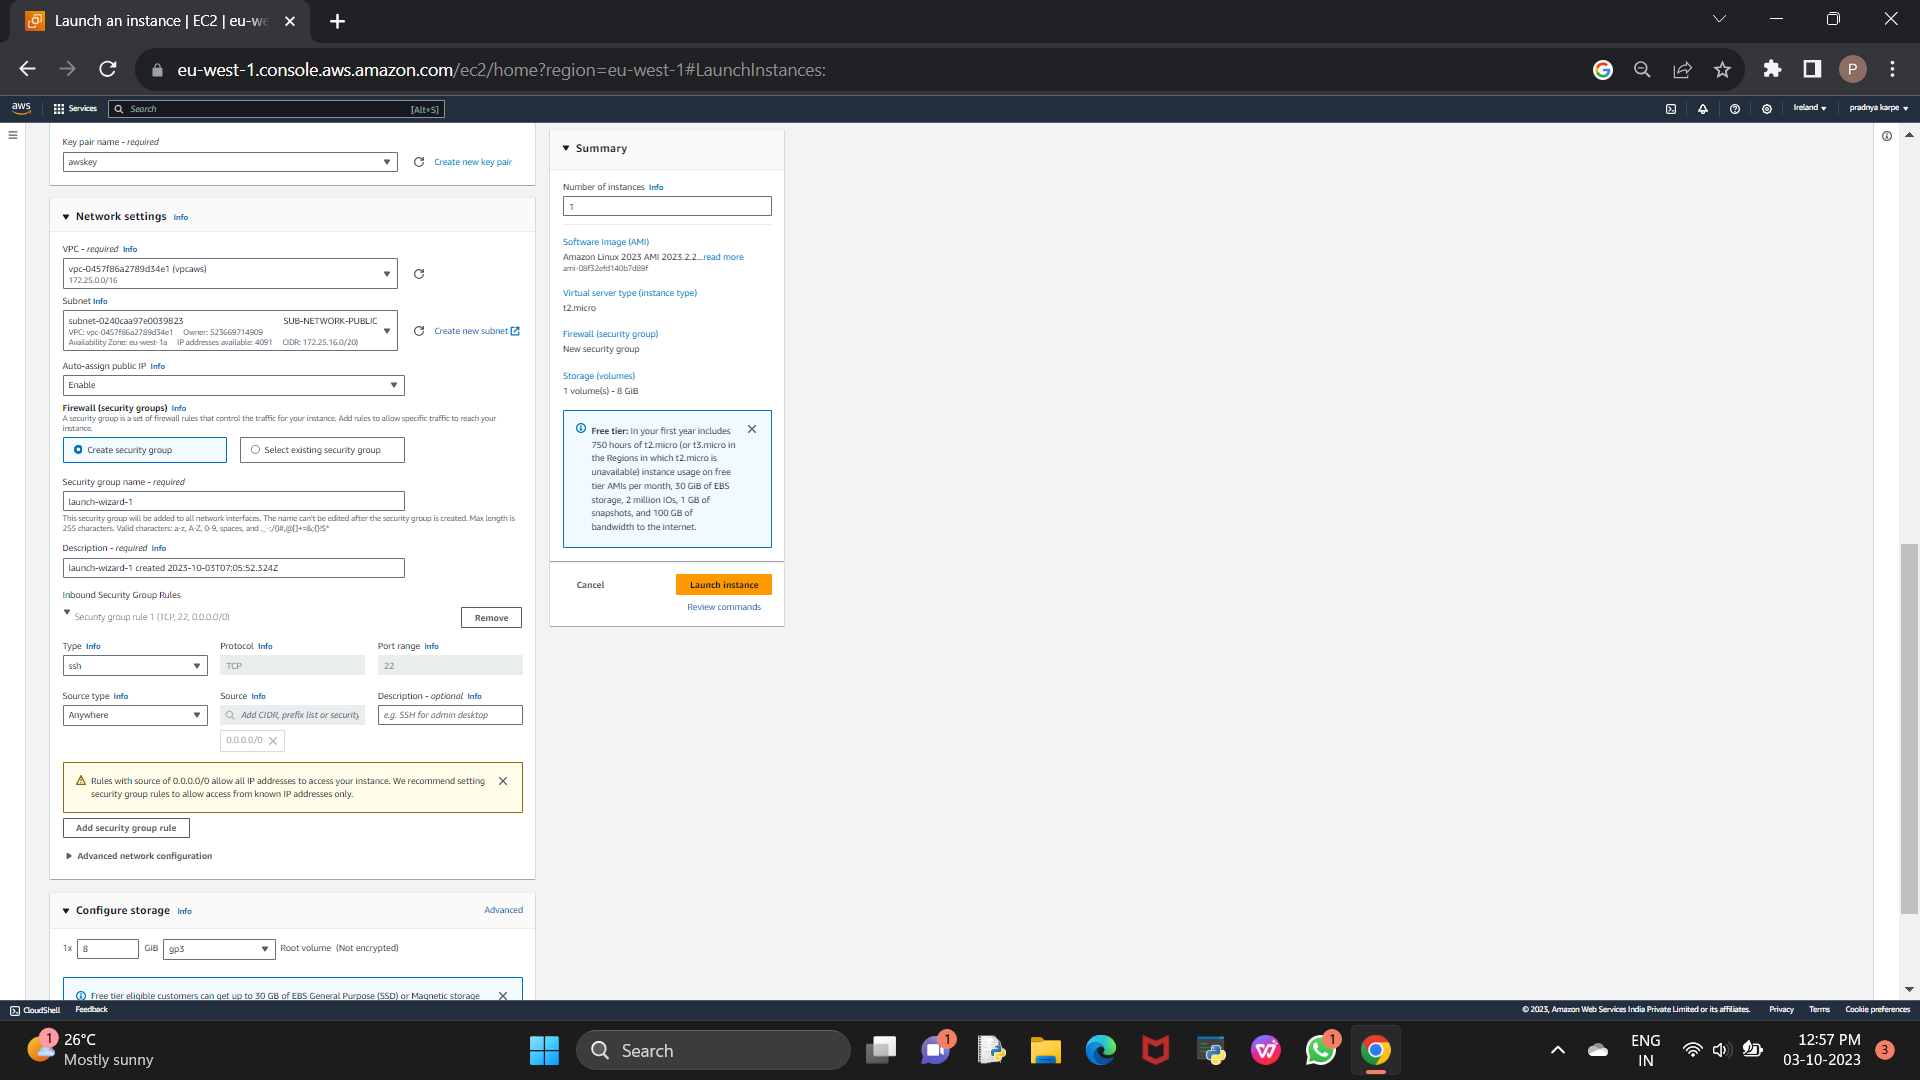 Launch an instance | EC2 | eu-we
eu-west-1.console.aws.amazon.com/ec2/home?region=eu-west-1#LaunchInstances:
P
aws
Services
Search
[Alt+S]
Ireland
pradnya karpe
Key pair name - required
awskey
Create new key pair
Network settings Info
VPC - required Info
vpc-0457f86a2789d34e1 (vpcaws)
172.25.0.0/16
Subnet Info
subnet-0240caa97e0039823 SUB-NETWORK-PUBLIC
VPC: vpc-0457f86a2789d34e1 Owner: 523669714909
Availability Zone: eu-west-1a IP addresses available: 4091 CIDR: 172.25.16.0/20)
Create new subnet
Auto-assign public IP Info
Enable
Firewall (security groups) Info
A security group is a set of firewall rules that control the traffic for your instance. Add rules to allow specific traffic to reach your
instance.
Create security group
Select existing security group
Security group name - required
launch-wizard-1
This security group will be added to all network interfaces. The name can't be edited after the security group is created. Max length is
255 characters. Valid characters: a-z, A-Z, 0-9, spaces, and ._-:/()#,@[]+=&;{}!$*
Description - required Info
launch-wizard-1 created 2023-10-03T07:05:52.324Z
Inbound Security Group Rules
Security group rule 1 (TCP, 22, 0.0.0.0/0)
Remove
Type Info
Protocol Info
Port range Info
ssh
TCP
22
Source type Info
Source Info
Description - optional Info
Anywhere
Add CIDR, prefix list or security
e.g. SSH for admin desktop
0.0.0.0/0
Rules with source of 0.0.0.0/0 allow all IP addresses to access your instance. We recommend setting
security group rules to allow access from known IP addresses only.
Add security group rule
Advanced network configuration
Configure storage Info
Advanced
1x 8 GiB gp3 Root volume (Not encrypted)
Free tier eligible customers can get up to 30 GB of EBS General Purpose (SSD) or Magnetic storage
Summary
Number of instances Info
1
Software Image (AMI)
Amazon Linux 2023 AMI 2023.2.2...read more
ami-08f32efd140b7d89f
Virtual server type (instance type)
t2.micro
Firewall (security group)
New security group
Storage (volumes)
1 volume(s) - 8 GiB
Free tier: In your first year includes
750 hours of t2.micro (or t3.micro in
the Regions in which t2.micro is
unavailable) instance usage on free
tier AMIs per month, 30 GiB of EBS
storage, 2 million IOs, 1 GB of
snapshots, and 100 GB of
bandwidth to the internet.
Cancel
Launch instance
Review commands
CloudShell
Feedback
© 2023, Amazon Web Services India Private Limited or its affiliates.
Privacy
Terms
Cookie preferences
1
26°C
Mostly sunny
Search
1
1
ENG
IN
12:57 PM
03-10-2023
3